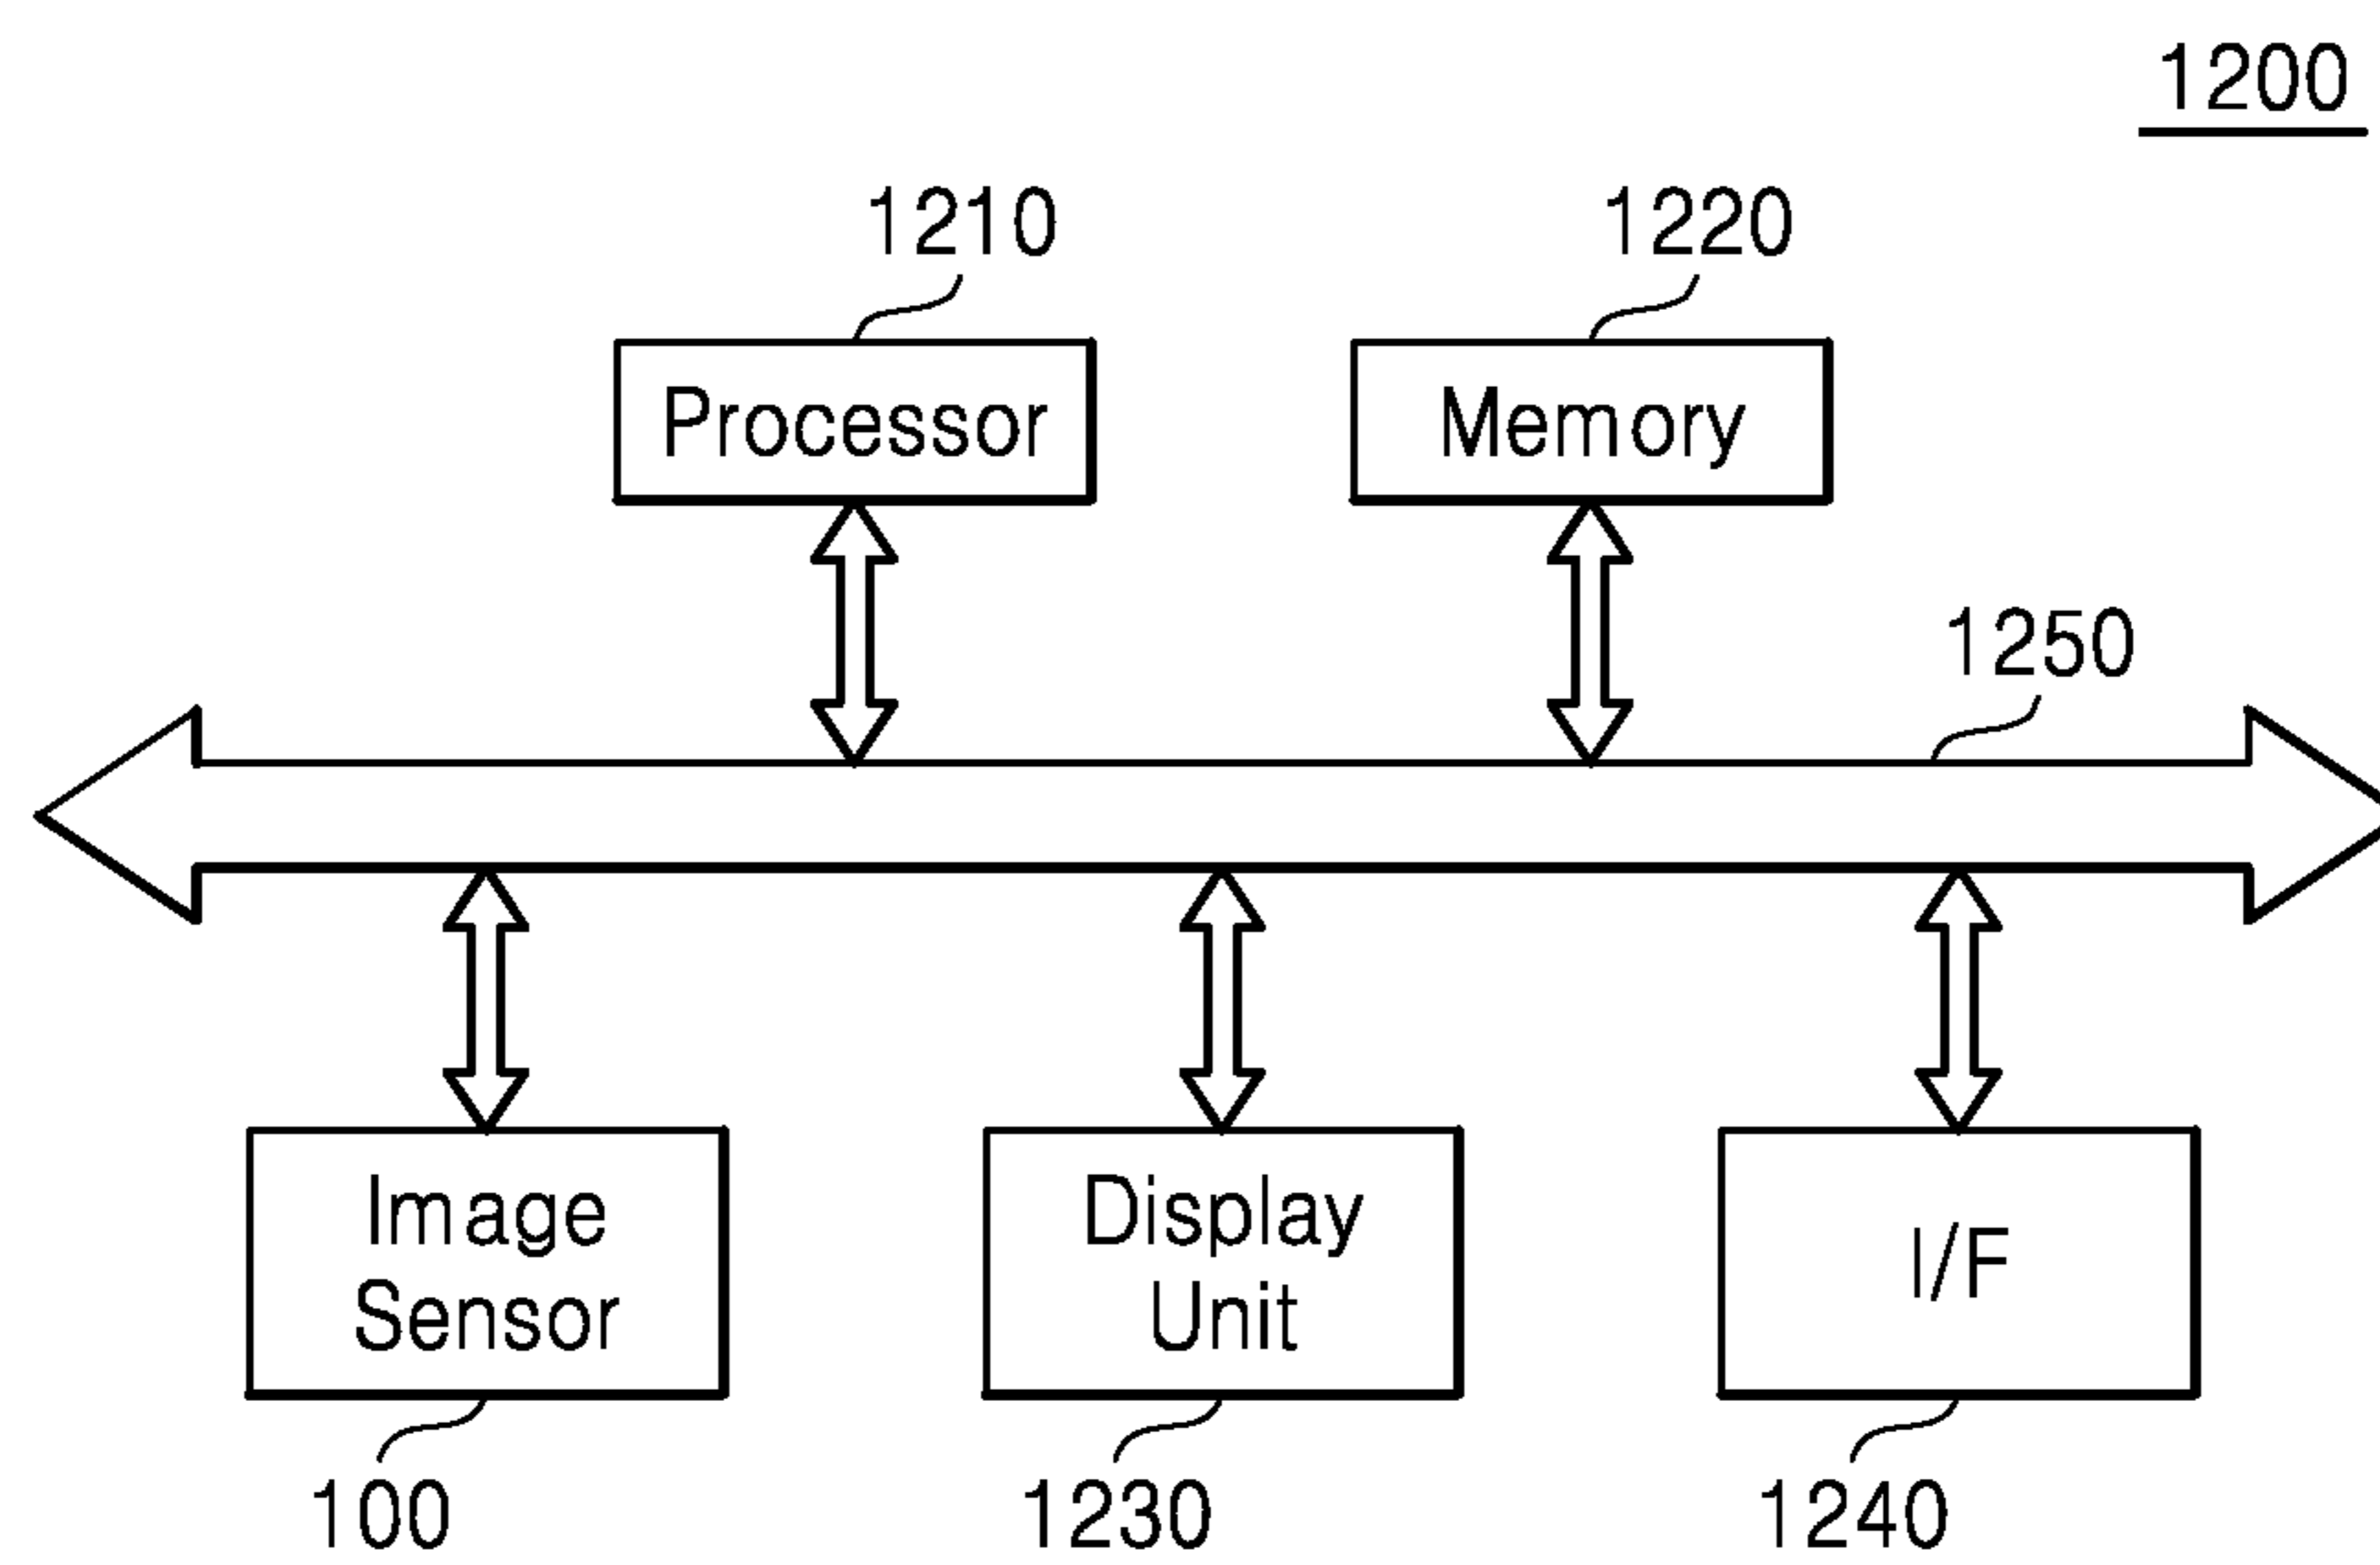 1200
1210
1220
Processor
Memory
1250
Image
Sensor
Display
Unit
I/F
100
1230
1240